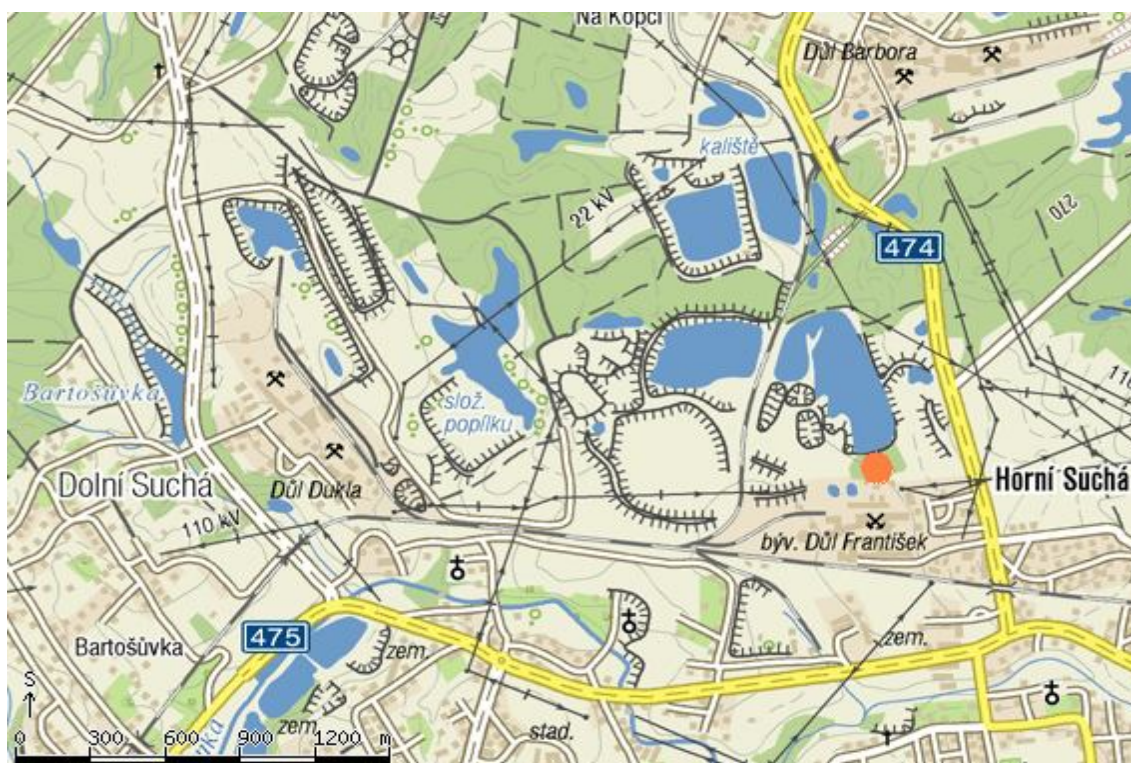 Na Kopci
Důl Barbora
kaliště
22 kV
270
474
110
Bartošůvka
slož.
popílku
Dolní Suchá
Důl Dukla
Horní Suchá
110 kV
býv. Důl František
475
Bartošůvka
zem.
zem.
S
zem.
stad.
0 300 600 900 1200 m